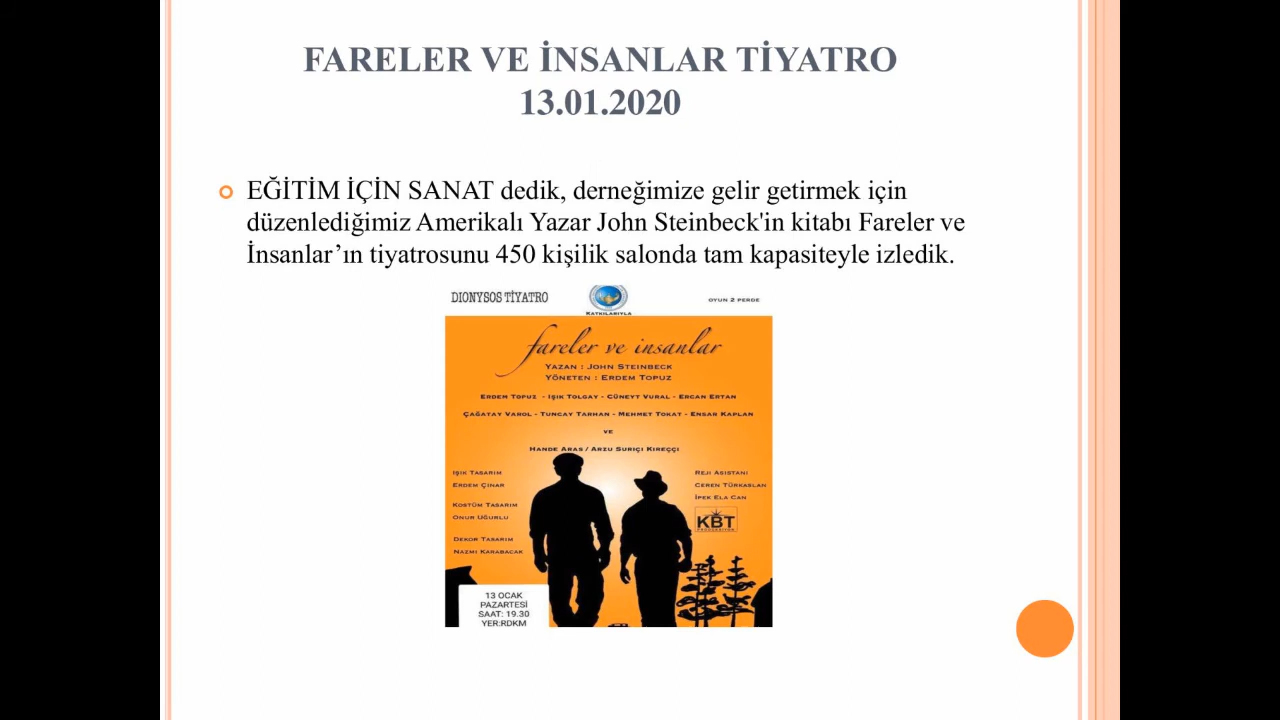 FARELER VE İNSANLAR TİYATRO
13.01.2020
EĞİTİM İÇİN SANAT dedik, derneğimize gelir getirmek için
düzenlediğimiz Amerikalı Yazar John Steinbeck'in kitabı Fareler ve
İnsanlar’ın tiyatrosunu 450 kişilik salonda tam kapasiteyle izledik.
DIONYSOS TİYATRO
KATKILARIYLA
OYUN 2 PERDE
fareler ve insanlar
YAZAN : JOHN STEINBECK
YÖNETEN : ERDEM TOPUZ
ERDEM TOPUZ - IŞIK TOLGAY - CÜNEYT VURAL - ERCAN ERTAN
ÇAĞATAY VAROL - TUNCAY TARHAN - MEHMET TOKAT - ENSAR KAPLAN
VE
HANDE ARAS / ARZU SURIÇI KIREÇÇI
IŞIK TASARIM
ERDEM ÇINAR
KOSTÜM TASARIM
ONUR UĞURLU
DEKOR TASARIM
NAZMI KARABACAK
REJI ASISTANI
CEREN TÜRKASLAN
İPEK ELA CAN
KBT
13 OCAK
PAZARTESİ
SAAT: 19.30
YER:RDKM